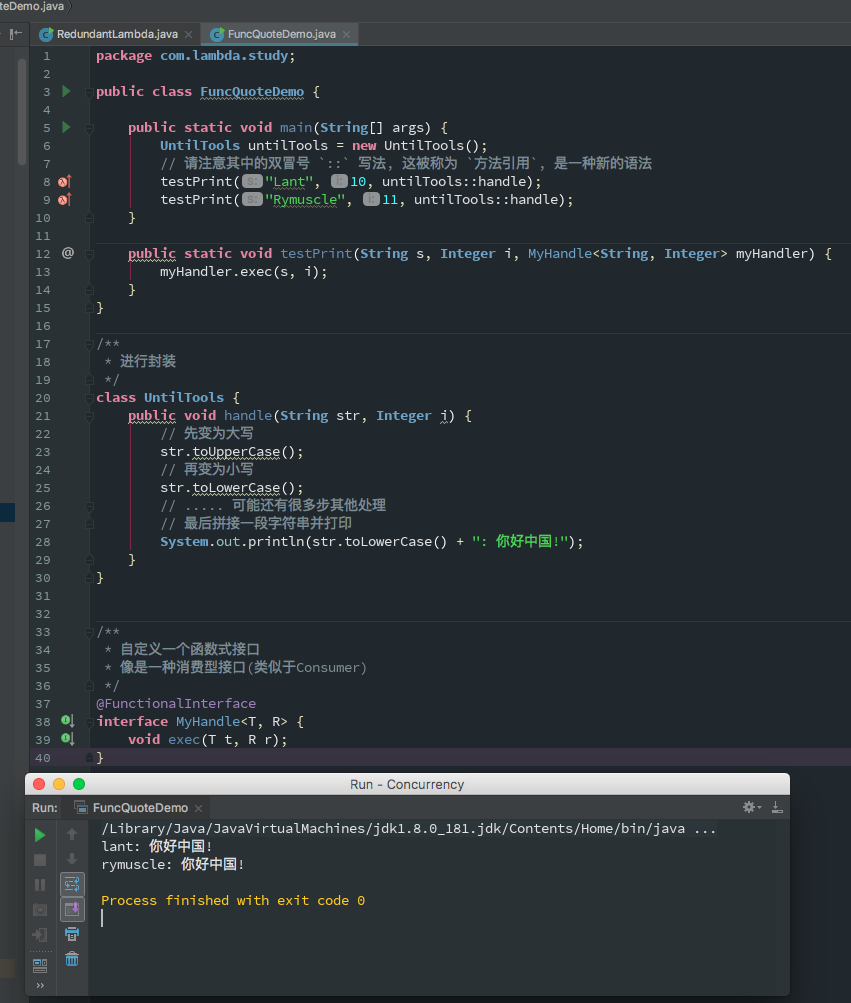 oteDemo.java
RedundantLambda.java
FuncQuoteDemo.java
1 package com.lambda.study;
2
3 public class FuncQuoteDemo {
4
5 public static void main(String[] args) {
6 UntilTools untilTools = new UntilTools();
7 // 请注意其中的双冒号 `::` 写法, 这被称为 `方法引用`, 是一种新的语法
8 testPrint( s: "Lant", i: 10, untilTools::handle);
9 testPrint( s: "Rymuscle", i: 11, untilTools::handle);
10 }
11
12 @ public static void testPrint(String s, Integer i, MyHandle<String, Integer> myHandler) {
13 myHandler.exec(s, i);
14 }
15 }
16
17 /**
18 * 进行封装
19 */
20 class UntilTools {
21 public void handle(String str, Integer i) {
22 // 先变为大写
23 str.toUpperCase();
24 // 再变为小写
25 str.toLowerCase();
26 // ..... 可能还有很多步其他处理
27 // 最后拼接一段字符串并打印
28 System.out.println(str.toLowerCase() + ": 你好中国!");
29 }
30 }
31
32
33 /**
34 * 自定义一个函数式接口
35 * 像是一种消费型接口(类似于Consumer)
36 */
37 @FunctionalInterface
38 interface MyHandle<T, R> {
39 void exec(T t, R r);
40 }
Run - Concurrency
Run: FuncQuoteDemo
/Library/Java/JavaVirtualMachines/jdk1.8.0_181.jdk/Contents/Home/bin/java ...
lant: 你好中国!
rymuscle: 你好中国!
Process finished with exit code 0